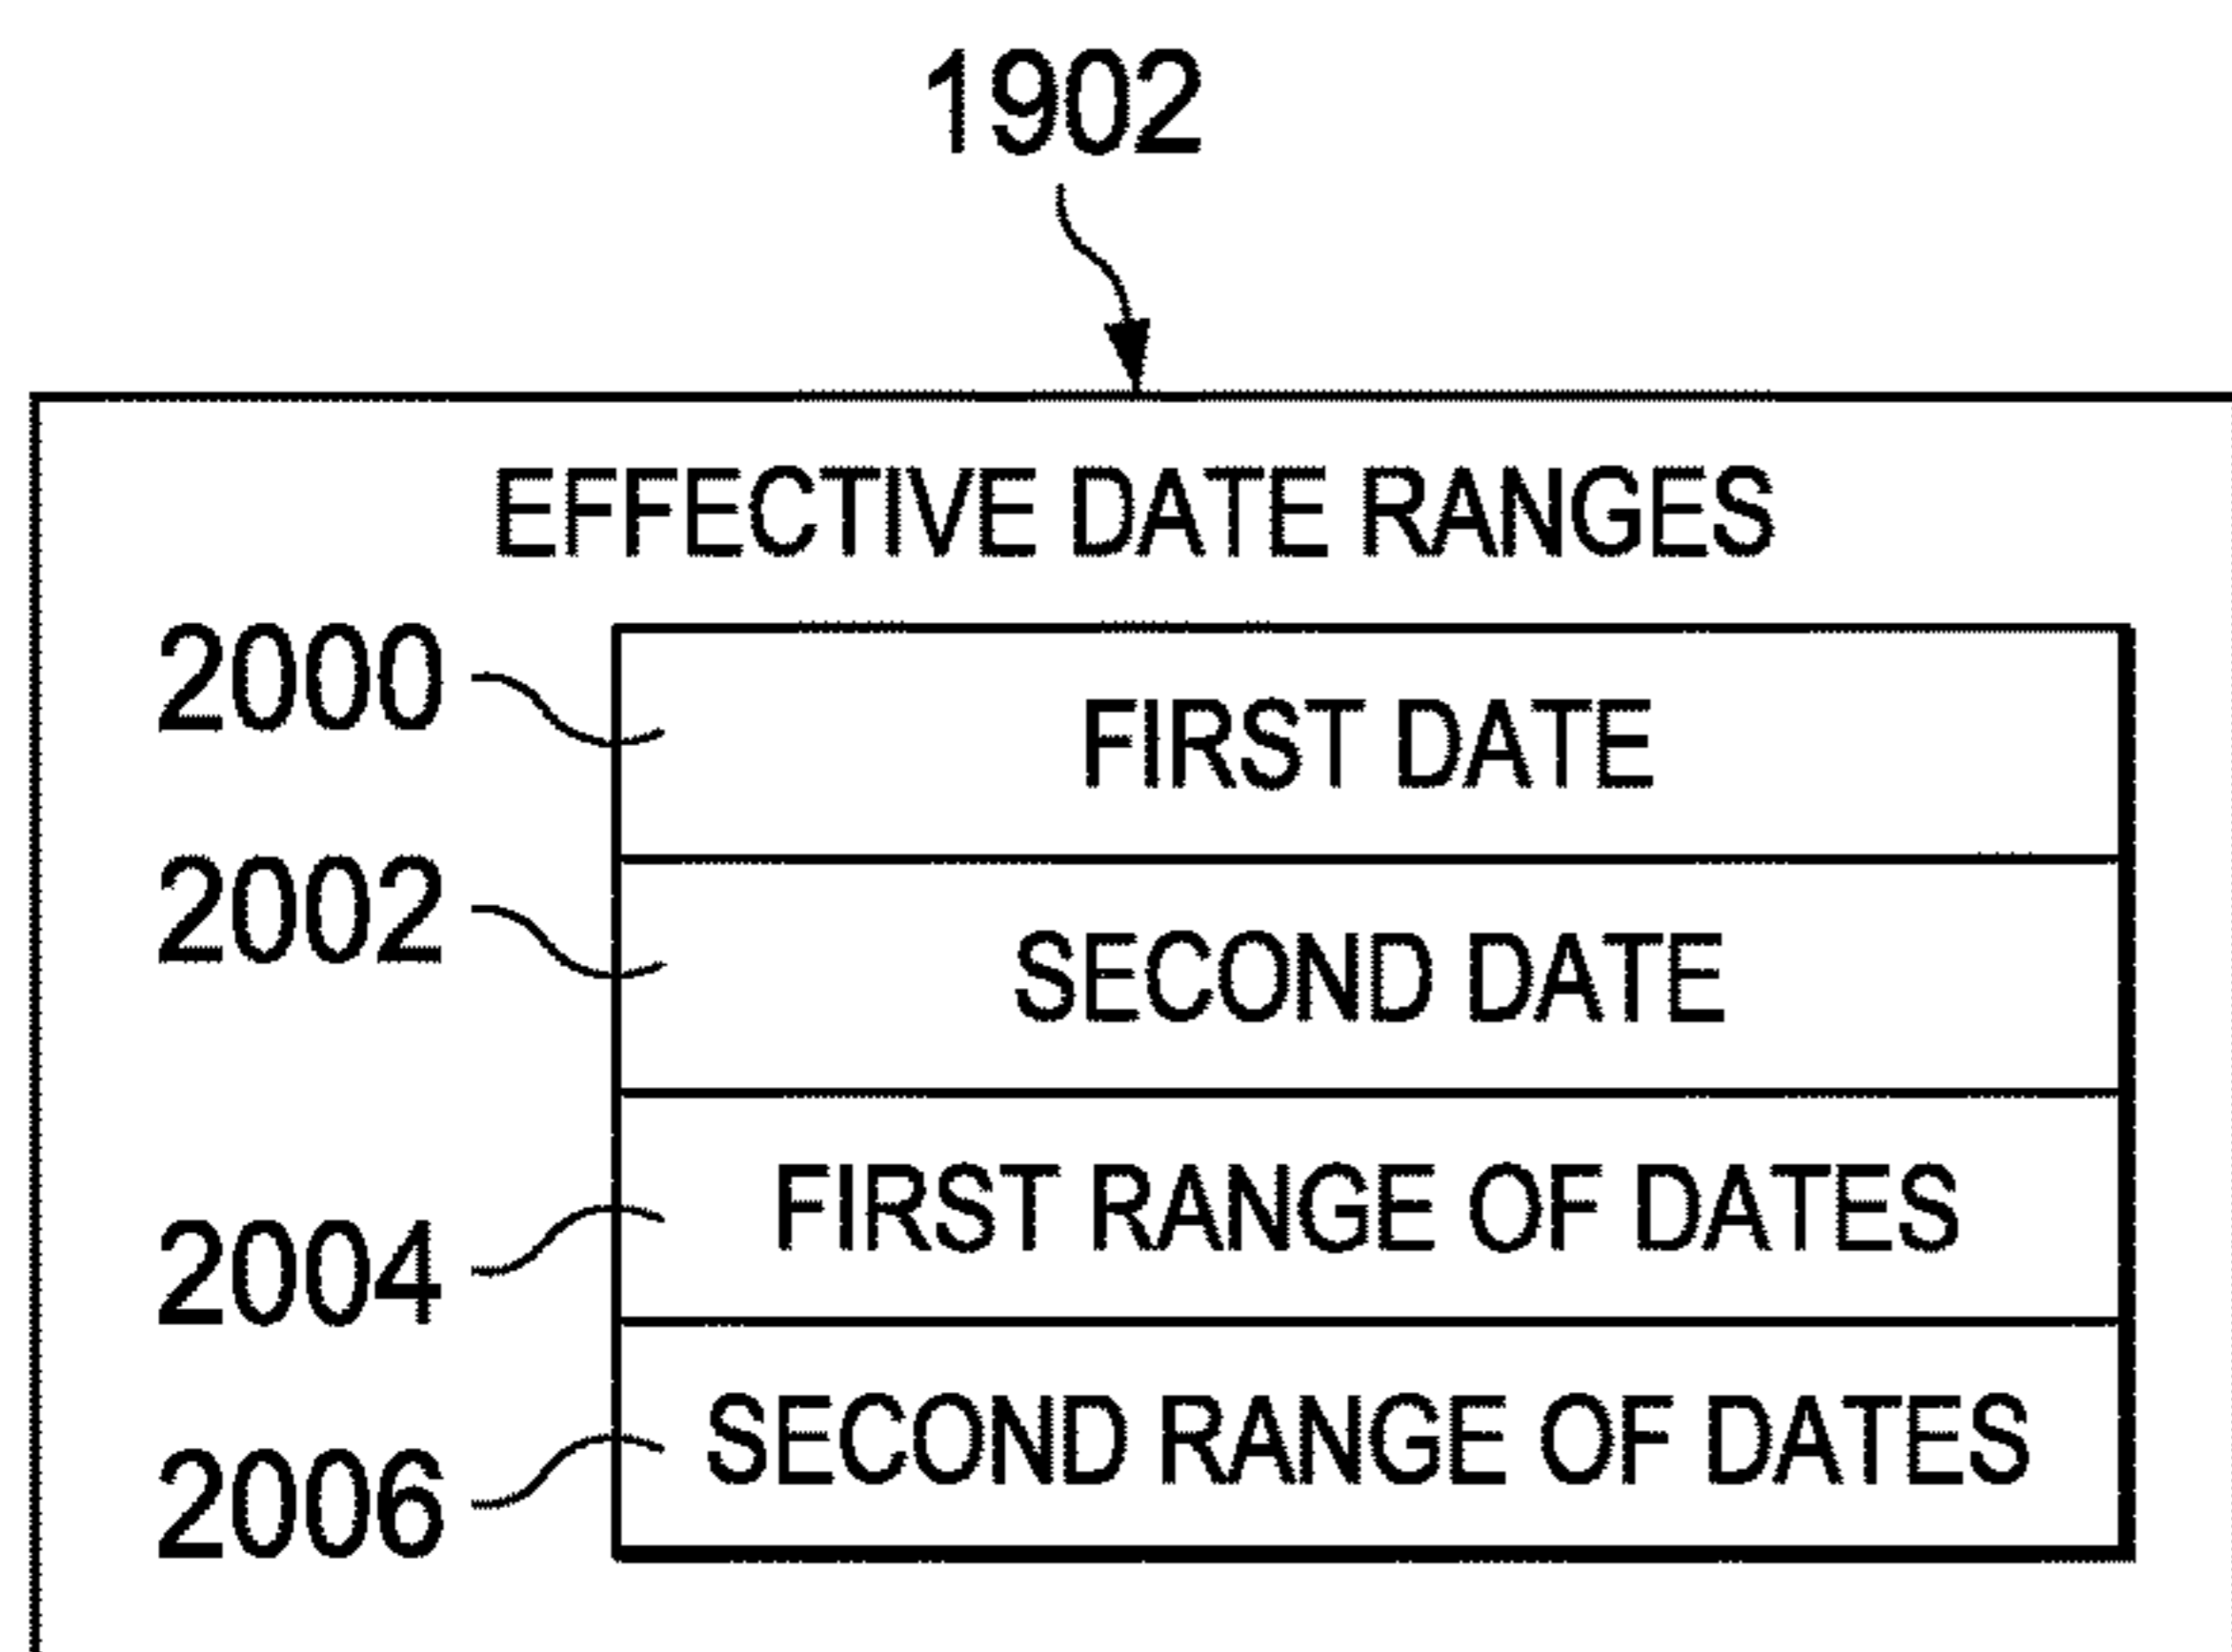 1902
EFFECTIVE DATE RANGES
2000 FIRST DATE
2002 SECOND DATE
2004 FIRST RANGE OF DATES
2006 SECOND RANGE OF DATES